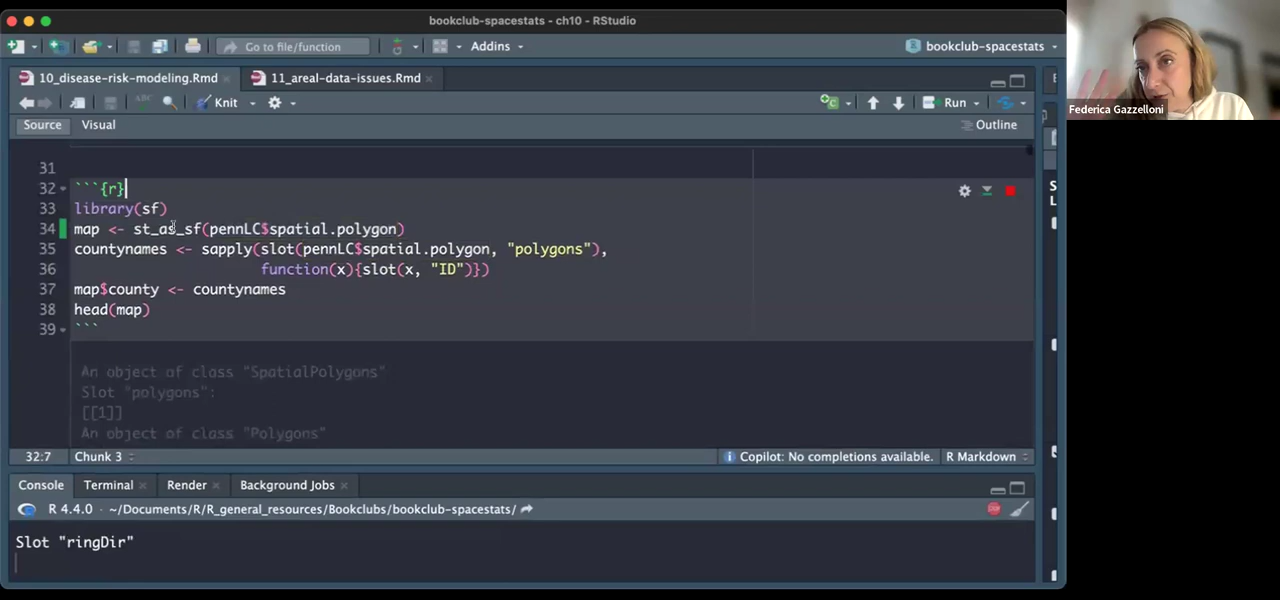 bookclub-spacestats - ch10 - RStudio
Go to file/function
Addins
bookclub-spacestats
10_disease-risk-modeling.Rmd
11_areal-data-issues.Rmd
ABC
Knit
Run
Source
Visual
Outline
31
32 ```{r}
33 library(sf)
34 map <- st_as_sf(pennLC$spatial.polygon)
35 countynames <- sapply(slot(pennLC$spatial.polygon, "polygons"),
36 function(x){slot(x, "ID")})
37 map$county <- countynames
38 head(map)
39 ```
An object of class "SpatialPolygons"
Slot "polygons":
[[1]]
An object of class "Polygons"
32:7
Chunk 3
Copilot: No completions available.
R Markdown
Console
Terminal
Render
Background Jobs
R 4.4.0 · ~/Documents/R/R_general_resources/Bookclubs/bookclub-spacestats/
Slot "ringDir"
Federica Gazzelloni